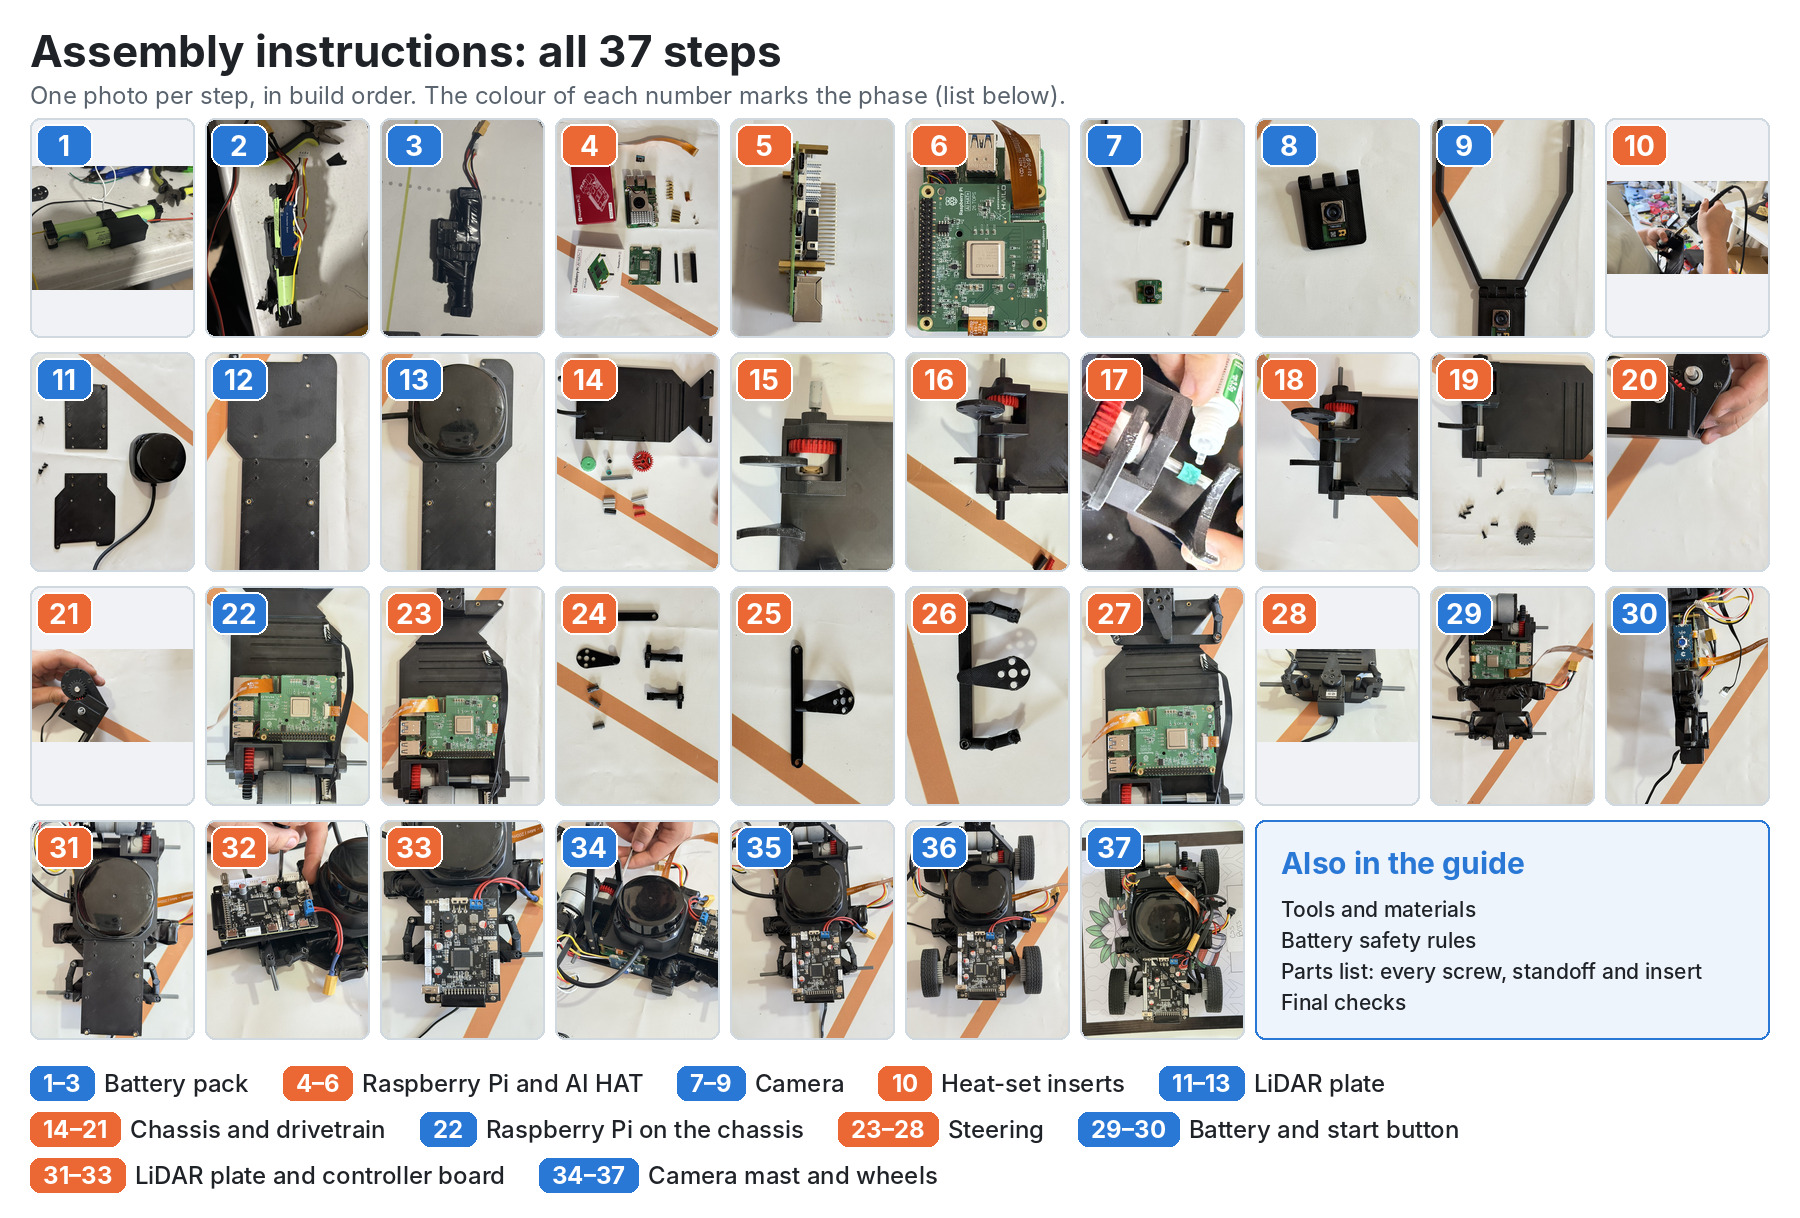 Assembly instructions: all 37 steps
One photo per step, in build order. The colour of each number marks the phase (list below).
1 2 3 4 5 6 7 8 9 10
11 12 13 14 15 16 17 18 19 20
21 22 23 24 25 26 27 28 29 30
31 32 33 34 35 36 37
Also in the guide
Tools and materials
Battery safety rules
Parts list: every screw, standoff and insert
Final checks
1–3 Battery pack 4–6 Raspberry Pi and AI HAT 7–9 Camera 10 Heat-set inserts 11–13 LiDAR plate
14–21 Chassis and drivetrain 22 Raspberry Pi on the chassis 23–28 Steering 29–30 Battery and start button
31–33 LiDAR plate and controller board 34–37 Camera mast and wheels